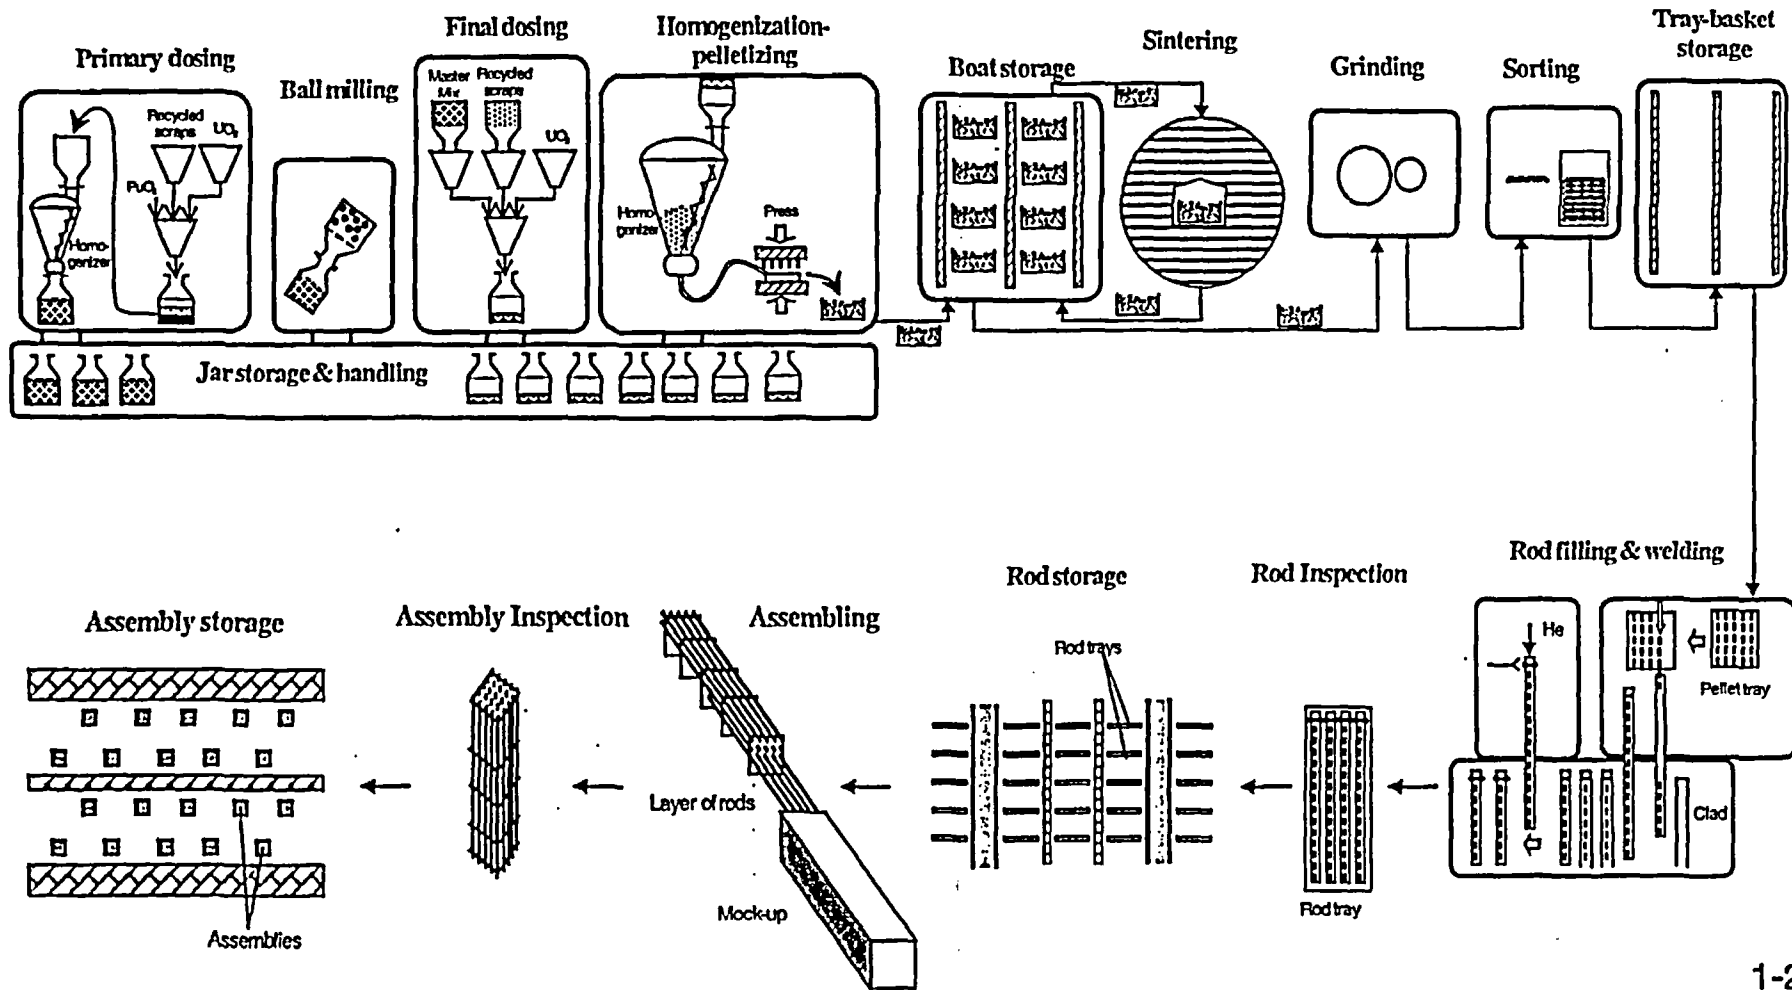 Primary dosing
Ball milling
Final dosing
Homogenization-
pelletizing
Boat storage
Sintering
Grinding
Sorting
Tray-basket
storage
Recycled
scraps
UO₂
PuO₂
Homo-
genizer
Master
Mix
Recycled
scraps
UO₂
Homo-
genizer
Press
Jar storage & handling
Rod filling & welding
He
Pellet tray
Clad
Rod Inspection
Rod tray
Rod storage
Rod trays
Assembling
Layer of rods
Mock-up
Assembly Inspection
Assembly storage
Assemblies